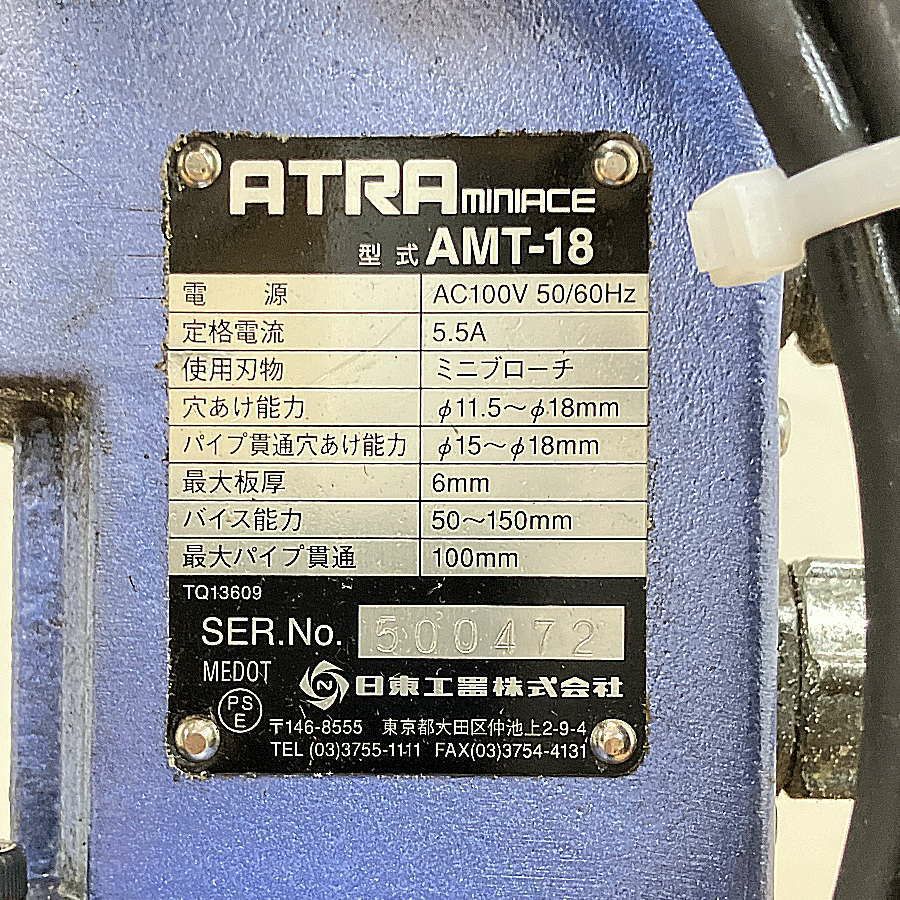 ATRA MINIACE
型式 AMT-18
電源 AC100V 50/60Hz
定格電流 5.5A
使用刃物 ミニブローチ
穴あけ能力 φ11.5～φ18mm
パイプ貫通穴あけ能力 φ15～φ18mm
最大板厚 6mm
バイス能力 50～150mm
最大パイプ貫通 100mm
TQ13609
SER.No. 500472
MEDOT
PS
E
日東工器株式会社
〒146-8555 東京都大田区仲池上2-9-4
TEL (03)3755-1111 FAX(03)3754-4131